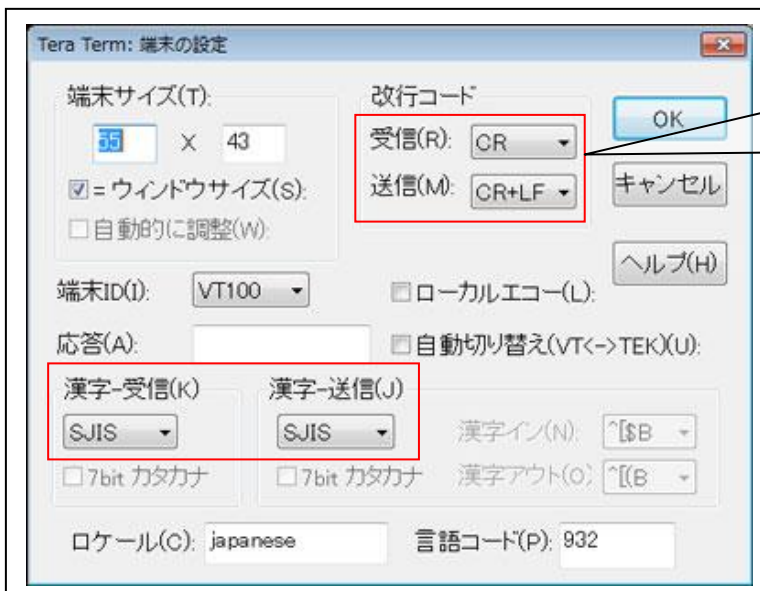 Tera Term: 端末の設定
端末サイズ(T):
55 X 43
= ウィンドウサイズ(S):
自動的に調整(W):
改行コード
受信(R): CR
送信(M): CR+LF
OK
キャンセル
ヘルプ(H)
端末ID(I): VT100
ローカルエコー(L):
応答(A):
自動切り替え(VT<->TEK)(U):
漢字-受信(K)
SJIS
7bit カタカナ
漢字-送信(J)
SJIS
7bit カタカナ
漢字イン(N): ^[$B
漢字アウト(O) ^[(B
ロケール(C): japanese
言語コード(P): 932